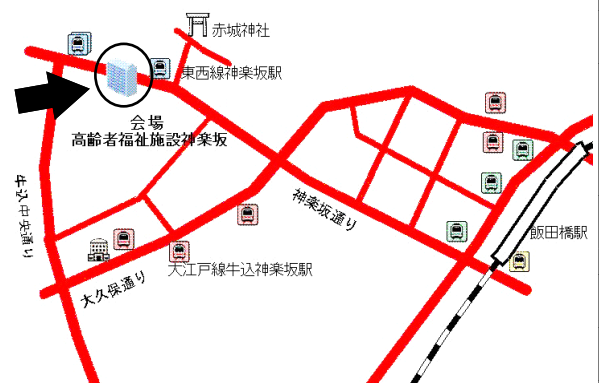 赤城神社
東西線神楽坂駅
会場
高齢者福祉施設神楽坂
牛込中央通り
神楽坂通り
飯田橋駅
大江戸線牛込神楽坂駅
大久保通り